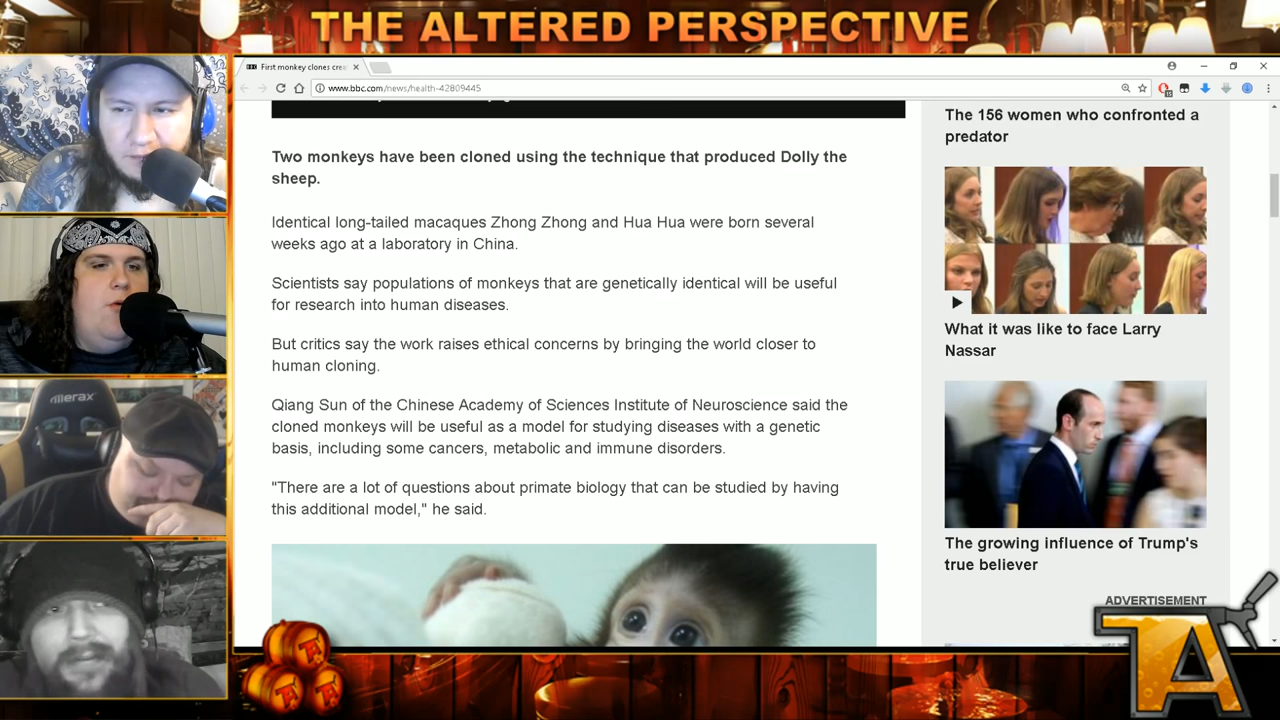 THE ALTERED PERSPECTIVE
First monkey clones crea
www.bbc.com/news/health-42809445
Two monkeys have been cloned using the technique that produced Dolly the
sheep.
Identical long-tailed macaques Zhong Zhong and Hua Hua were born several
weeks ago at a laboratory in China.
Scientists say populations of monkeys that are genetically identical will be useful
for research into human diseases.
But critics say the work raises ethical concerns by bringing the world closer to
human cloning.
Qiang Sun of the Chinese Academy of Sciences Institute of Neuroscience said the
cloned monkeys will be useful as a model for studying diseases with a genetic
basis, including some cancers, metabolic and immune disorders.
"There are a lot of questions about primate biology that can be studied by having
this additional model," he said.
The 156 women who confronted a
predator
What it was like to face Larry
Nassar
The growing influence of Trump's
true believer
ADVERTISEMENT
TA
merax